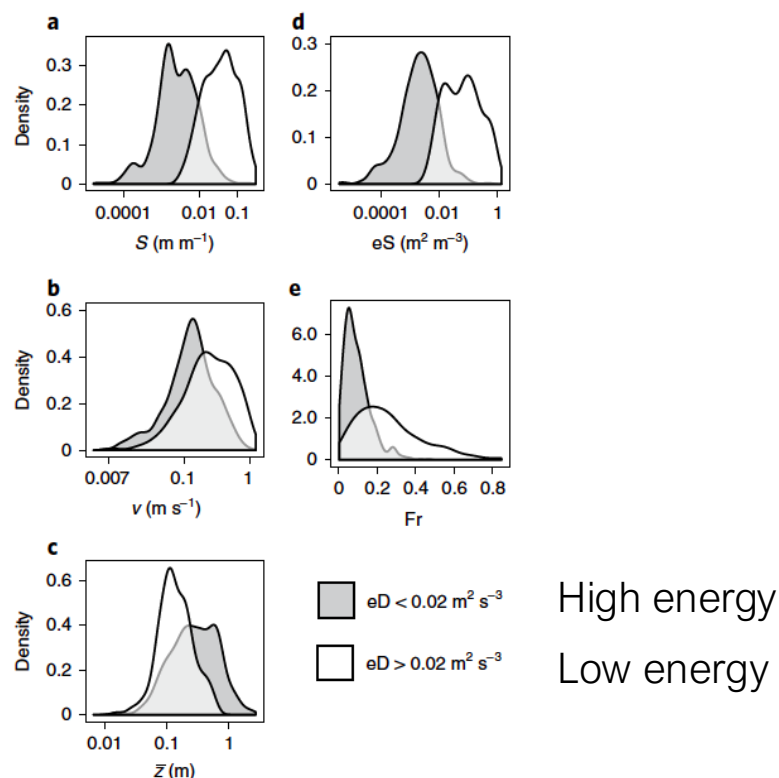 a
0.3
0.2
0.1
0
Density
0.0001 0.01 0.1
S (m m⁻¹)
d
0.3
0.2
0.1
0
0.0001 0.01 1
eS (m² m⁻³)
b
0.6
0.4
0.2
0
Density
0.007 0.1 1
v (m s⁻¹)
e
6.0
4.0
2.0
0
0 0.2 0.4 0.6 0.8
Fr
c
0.6
0.4
0.2
0
Density
0.01 0.1 1
z̅ (m)
eD < 0.02 m² s⁻³ High energy
eD > 0.02 m² s⁻³ Low energy